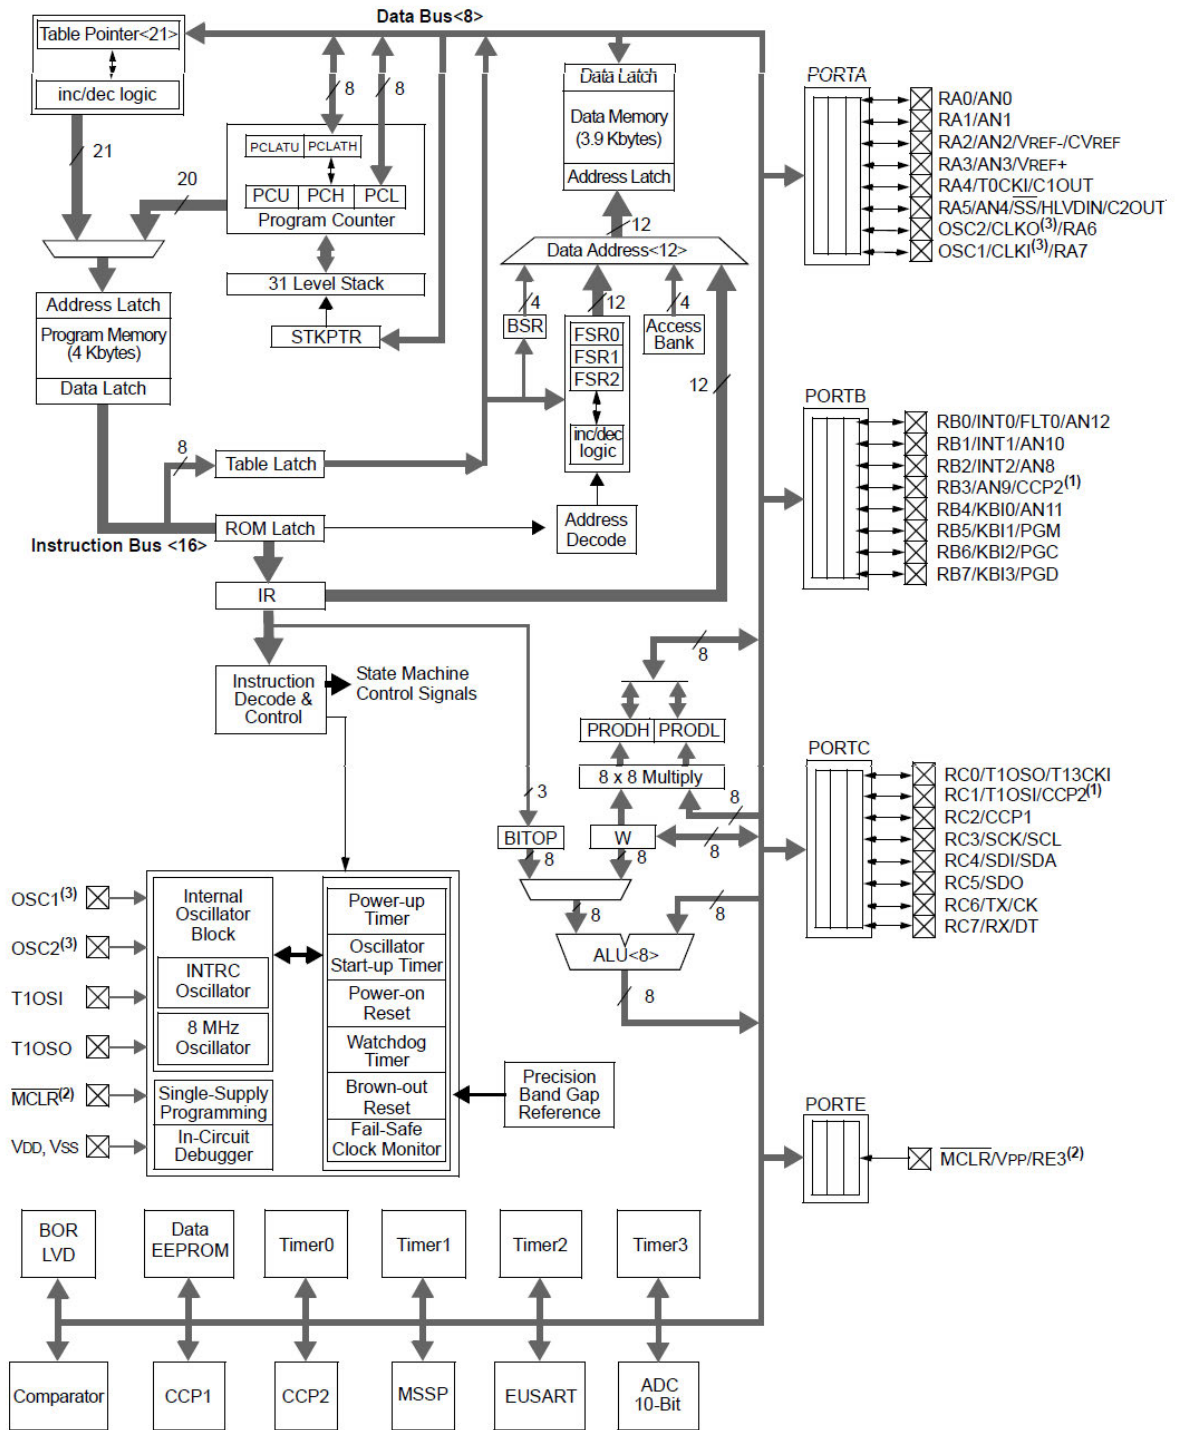 Data Bus<8>
Table Pointer<21>
inc/dec logic
21
20
8
8
PCLATU PCLATH
PCU PCH PCL
Program Counter
31 Level Stack
STKPTR
Data Latch
Data Memory
(3.9 Kbytes)
Address Latch
12
Data Address<12>
4
12
4
BSR
FSR0
FSR1
FSR2
inc/dec
logic
Access
Bank
12
Address Latch
Program Memory
(4 Kbytes)
Data Latch
8
Table Latch
ROM Latch
Instruction Bus <16>
Address
Decode
IR
Instruction
Decode &
Control
State Machine
Control Signals
8
PRODH PRODL
8 x 8 Multiply
3
8
BITOP
W
8
8
8
8
8
ALU<8>
8
PORTA
RA0/AN0
RA1/AN1
RA2/AN2/VREF-/CVREF
RA3/AN3/VREF+
RA4/T0CKI/C1OUT
RA5/AN4/SS/HLVDIN/C2OUT
OSC2/CLKO(3)/RA6
OSC1/CLKI(3)/RA7
PORTB
RB0/INT0/FLT0/AN12
RB1/INT1/AN10
RB2/INT2/AN8
RB3/AN9/CCP2(1)
RB4/KBI0/AN11
RB5/KBI1/PGM
RB6/KBI2/PGC
RB7/KBI3/PGD
PORTC
RC0/T1OSO/T13CKI
RC1/T1OSI/CCP2(1)
RC2/CCP1
RC3/SCK/SCL
RC4/SDI/SDA
RC5/SDO
RC6/TX/CK
RC7/RX/DT
PORTE
MCLR/VPP/RE3(2)
OSC1(3)
OSC2(3)
T1OSI
T1OSO
MCLR(2)
VDD, VSS
Internal
Oscillator
Block
INTRC
Oscillator
8 MHz
Oscillator
Single-Supply
Programming
In-Circuit
Debugger
Power-up
Timer
Oscillator
Start-up Timer
Power-on
Reset
Watchdog
Timer
Brown-out
Reset
Fail-Safe
Clock Monitor
Precision
Band Gap
Reference
BOR
LVD
Data
EEPROM
Timer0
Timer1
Timer2
Timer3
Comparator
CCP1
CCP2
MSSP
EUSART
ADC
10-Bit